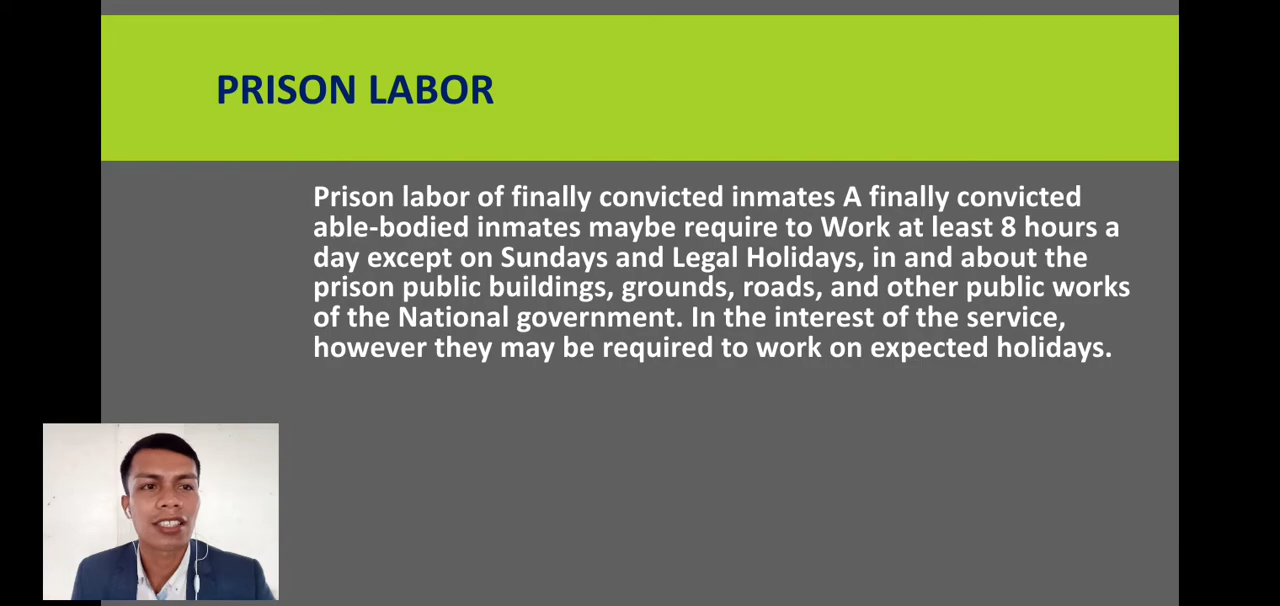 PRISON LABOR
Prison labor of finally convicted inmates A finally convicted
able-bodied inmates maybe require to Work at least 8 hours a
day except on Sundays and Legal Holidays, in and about the
prison public buildings, grounds, roads, and other public works
of the National government. In the interest of the service,
however they may be required to work on expected holidays.